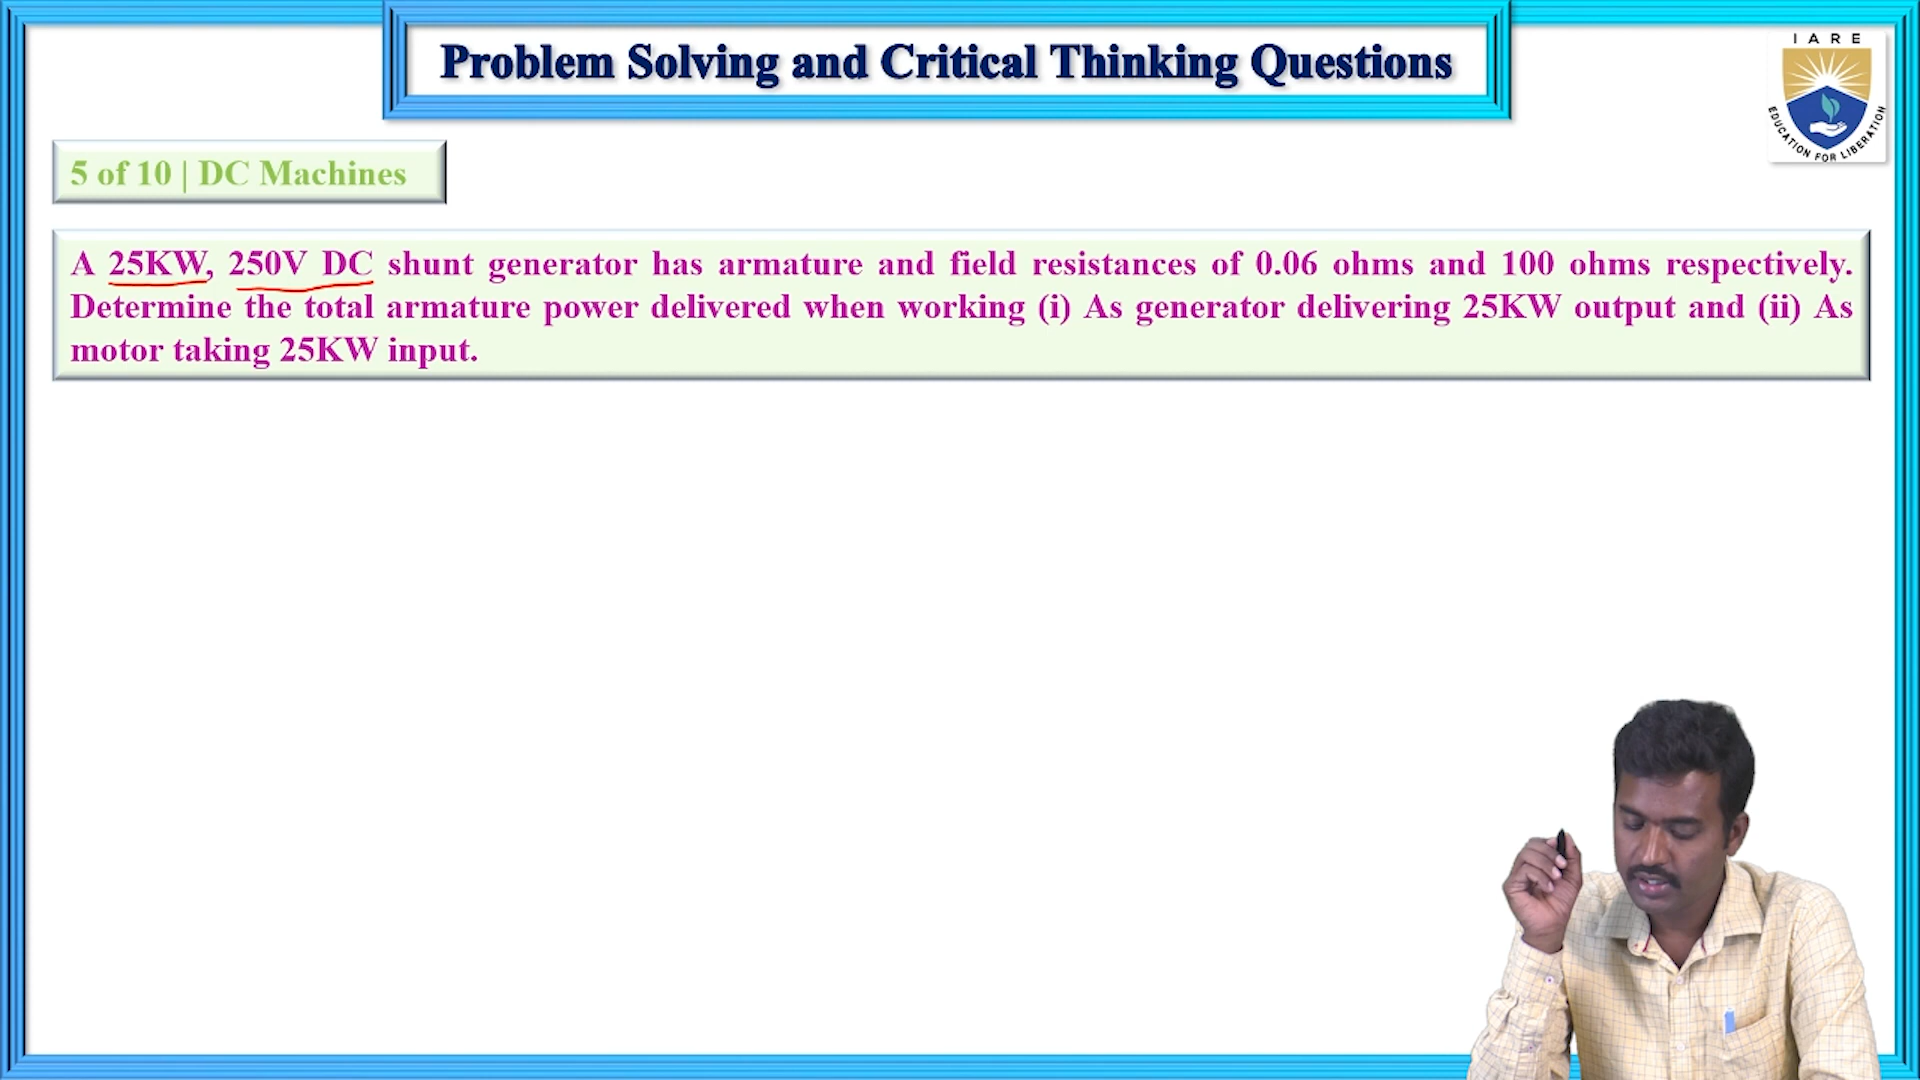 Problem Solving and Critical Thinking Questions
I A R E
EDUCATION FOR LIBERATION
5 of 10 | DC Machines
A 25KW, 250V DC shunt generator has armature and field resistances of 0.06 ohms and 100 ohms respectively.
Determine the total armature power delivered when working (i) As generator delivering 25KW output and (ii) As
motor taking 25KW input.